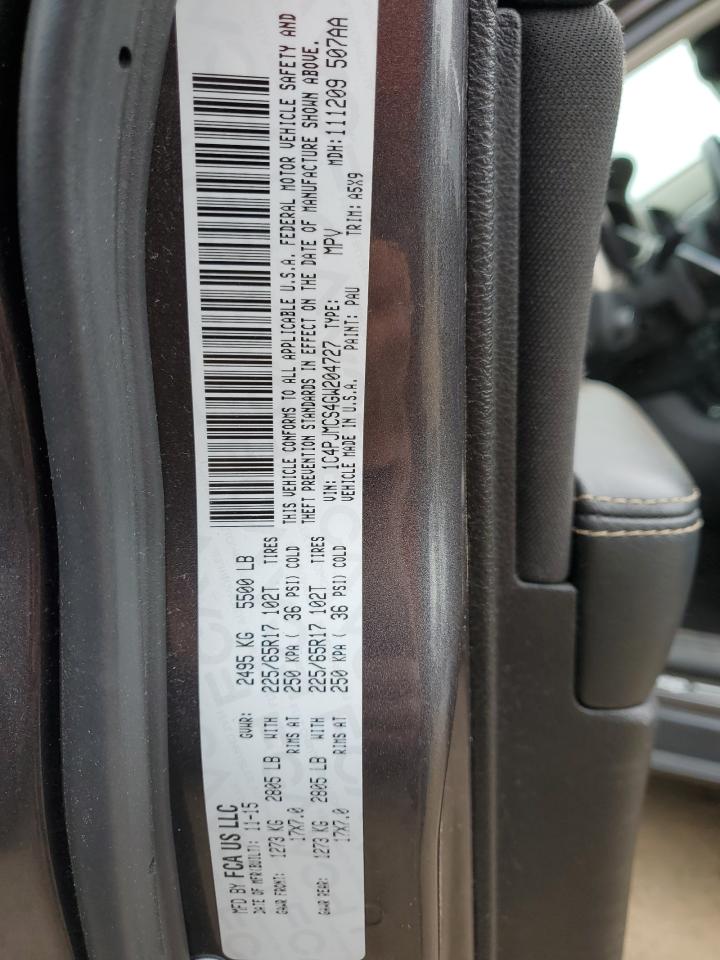 MFD BY FCA US LLC
DATE OF MFR(BUILT): 11-15 GVWR: 2495 KG 5500 LB
GAWR FRONT: 1273 KG 2805 LB WITH 225/65R17 102T TIRES
17X7.0 RIMS AT 250 KPA ( 36 PSI) COLD
GAWR REAR: 1273 KG 2805 LB WITH 225/65R17 102T TIRES
17X7.0 RIMS AT 250 KPA ( 36 PSI) COLD
THIS VEHICLE CONFORMS TO ALL APPLICABLE U.S.A. FEDERAL MOTOR VEHICLE SAFETY AND
THEFT PREVENTION STANDARDS IN EFFECT ON THE DATE OF MANUFACTURE SHOWN ABOVE.
VIN: 1C4PJMCS4GW204727 TYPE: MPV MDH: 111209 507AA
VEHICLE MADE IN U.S.A. PAINT: PAU TRIM: A5X9